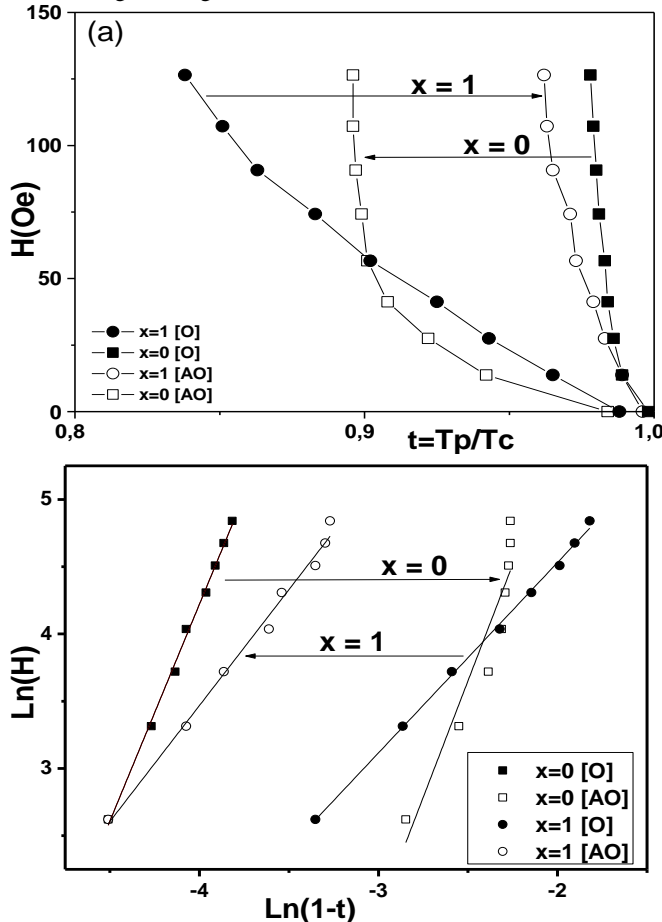 (a)
150
100
50
0
H(Oe)
x = 1
x = 0
x=1 [O]
x=0 [O]
x=1 [AO]
x=0 [AO]
0,8
0,9
1,0
t=Tp/Tc
5
4
3
Ln(H)
x = 0
x = 1
x=0 [O]
x=0 [AO]
x=1 [O]
x=1 [AO]
-4
-3
-2
Ln(1-t)